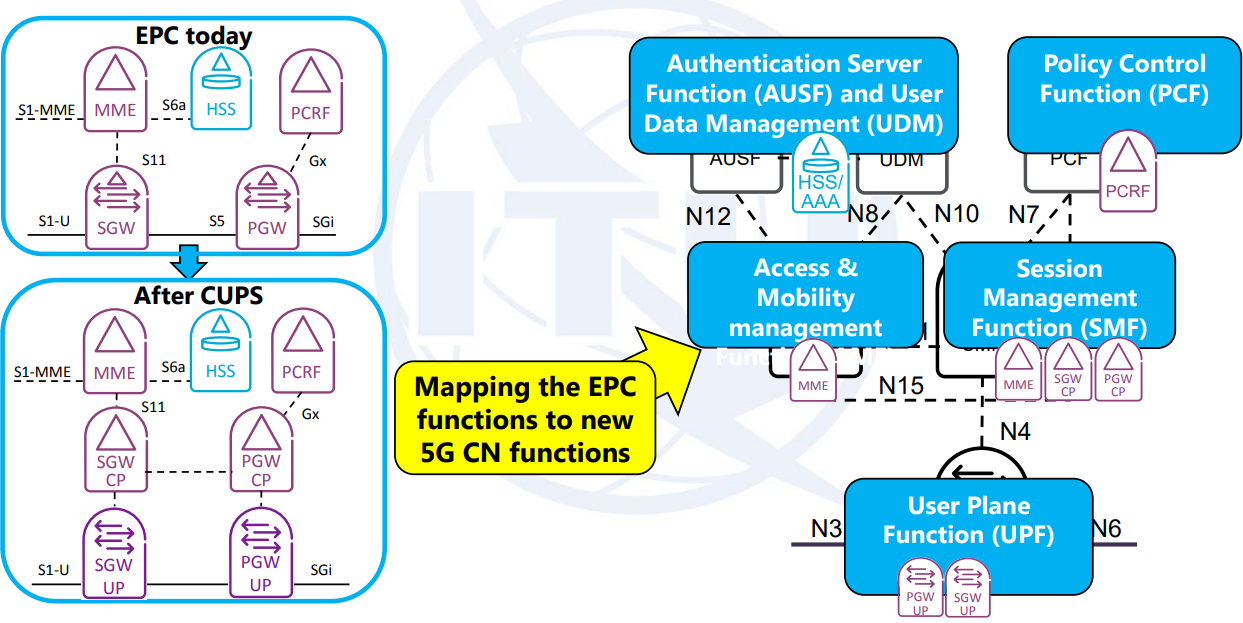 EPC today
MME
HSS
PCRF
S1-MME
S6a
S11
Gx
S1-U
SGW
S5
PGW
SGi
After CUPS
MME
HSS
PCRF
S1-MME
S6a
S11
Gx
SGW
CP
PGW
CP
SGW
UP
PGW
UP
S1-U
SGi
Mapping the EPC
functions to new
5G CN functions
Authentication Server
Function (AUSF) and User
Data Management (UDM)
AUSF
HSS/
AAA
UDM
Policy Control
Function (PCF)
PCF
PCRF
N12
N8
N10
N7
Access &
Mobility
management
MME
Session
Management
Function (SMF)
MME
SGW
CP
PGW
CP
N15
N4
User Plane
Function (UPF)
N3
N6
PGW
UP
SGW
UP
ITU